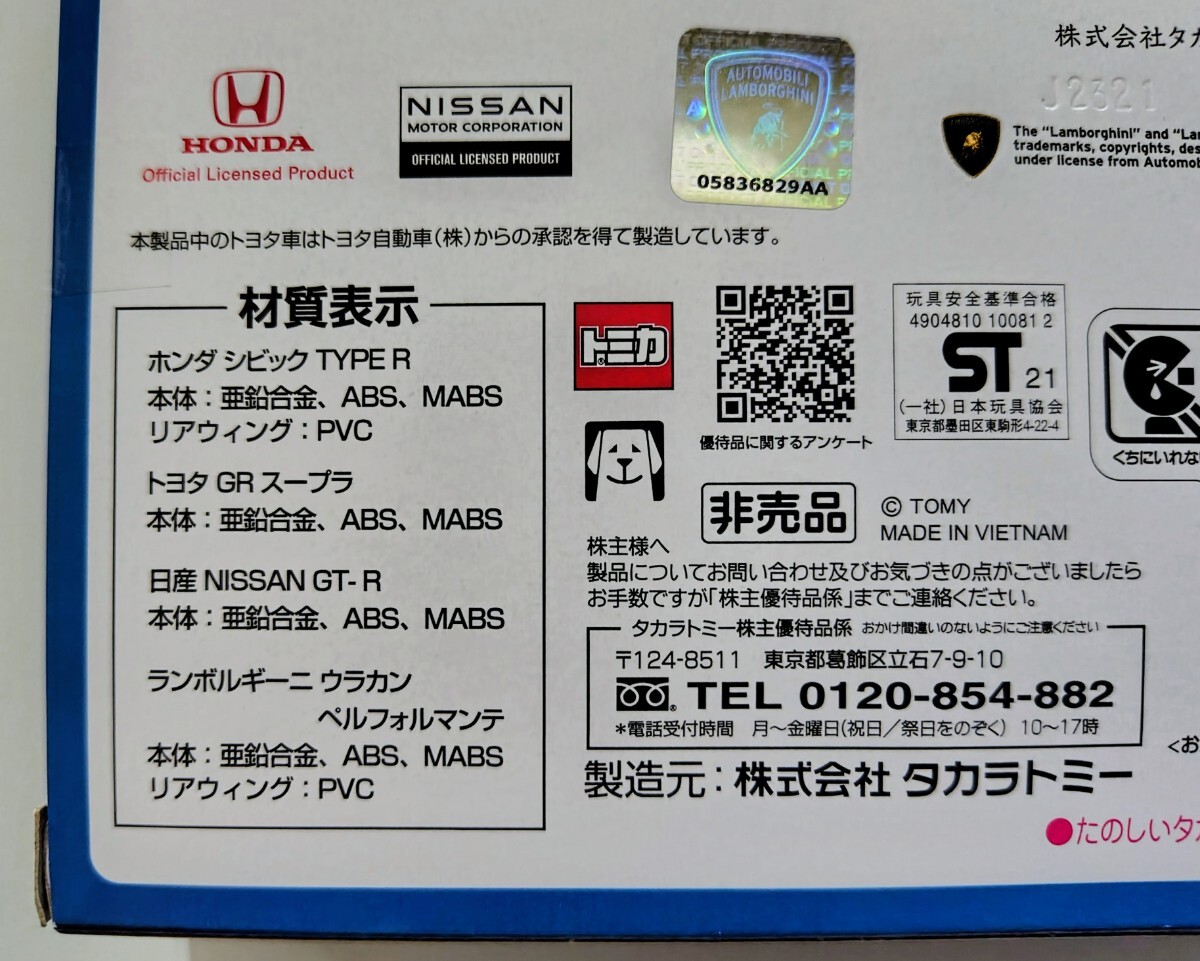 株式会社タカ
J2321
HONDA
Official Licensed Product
NISSAN
MOTOR CORPORATION
OFFICIAL LICENSED PRODUCT
AUTOMOBILI
LAMBORGHINI
05836829AA
The "Lamborghini" and "La
trademarks, copyrights, des
under license from Automob
本製品中のトヨタ車はトヨタ自動車(株)からの承認を得て製造しています。
材質表示
ホンダ シビック TYPE R
本体:亜鉛合金、ABS、MABS
リアウィング:PVC
トヨタ GR スープラ
本体:亜鉛合金、ABS、MABS
日産 NISSAN GT-R
本体:亜鉛合金、ABS、MABS
ランボルギーニ ウラカン
ペルフォルマンテ
本体:亜鉛合金、ABS、MABS
リアウィング:PVC
トミカ
優待品に関するアンケート
玩具安全基準合格
4904810 10081 2
ST 21
(一社)日本玩具協会
東京都墨田区東駒形4-22-4
くちにいれな
非売品
© TOMY
MADE IN VIETNAM
株主様へ
製品についてお問い合わせ及びお気づきの点がございましたら
お手数ですが「株主優待品係」までご連絡ください。
タカラトミー株主優待品係 おかけ間違いのないようにご注意ください
〒124-8511 東京都葛飾区立石7-9-10
TEL 0120-854-882
*電話受付時間 月~金曜日(祝日/祭日をのぞく) 10~17時
<お
製造元:株式会社 タカラトミー
●たのしいタカ